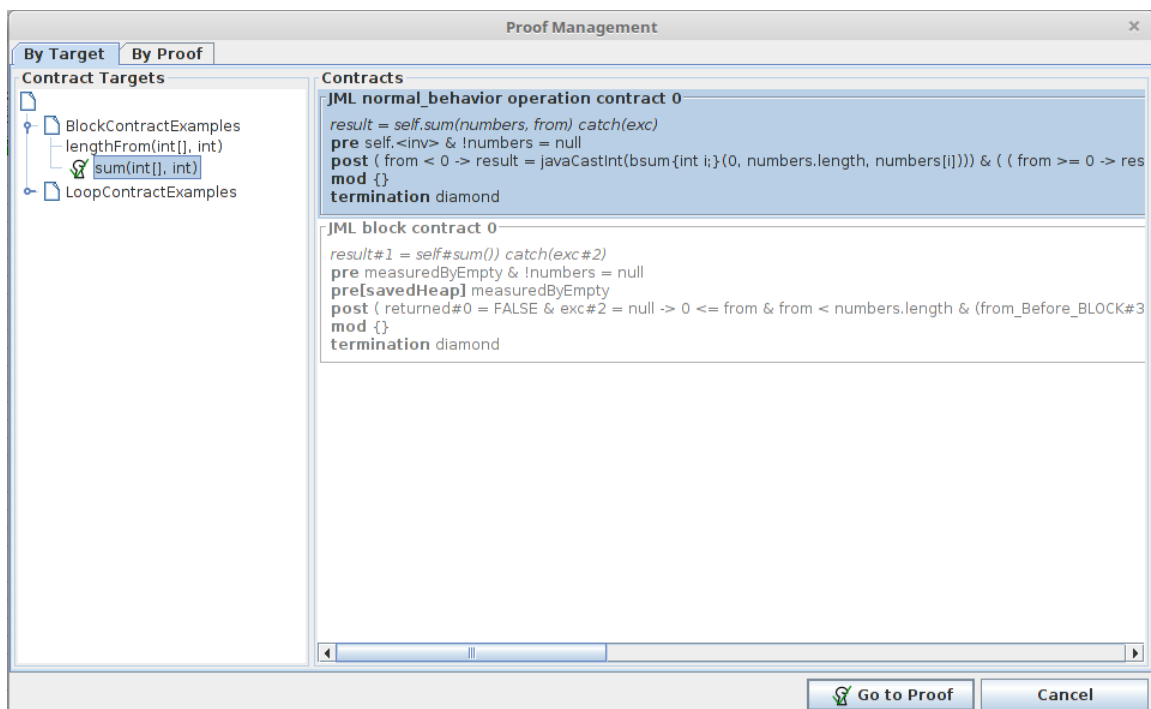 Proof Management
By Target
By Proof
Contract Targets
BlockContractExamples
lengthFrom(int[], int)
sum(int[], int)
LoopContractExamples
Contracts
JML normal_behavior operation contract 0
result = self.sum(numbers, from) catch(exc)
pre self.<inv> & !numbers = null
post ( from < 0 -> result = javaCastInt(bsum{int i;}(0, numbers.length, numbers[i]))) & ( ( from >= 0 -> res
mod {}
termination diamond
JML block contract 0
result#1 = self#sum()) catch(exc#2)
pre measuredByEmpty & !numbers = null
pre[savedHeap] measuredByEmpty
post ( returned#0 = FALSE & exc#2 = null -> 0 <= from & from < numbers.length & (from_Before_BLOCK#3
mod {}
termination diamond
Go to Proof
Cancel